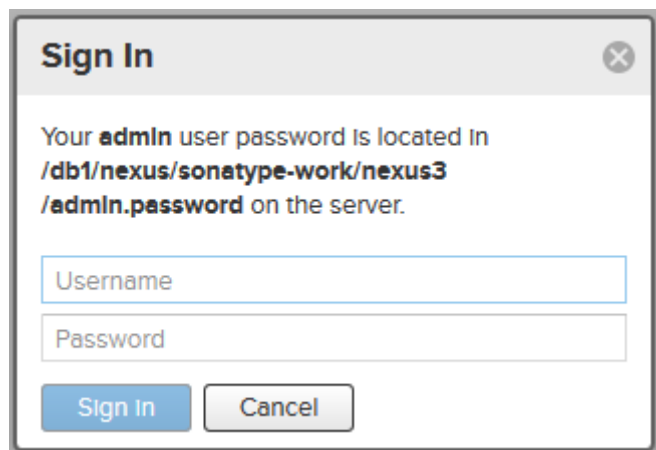 Sign In
Your admin user password is located in
/db1/nexus/sonatype-work/nexus3
/admin.password on the server.
Username
Password
Sign In
Cancel